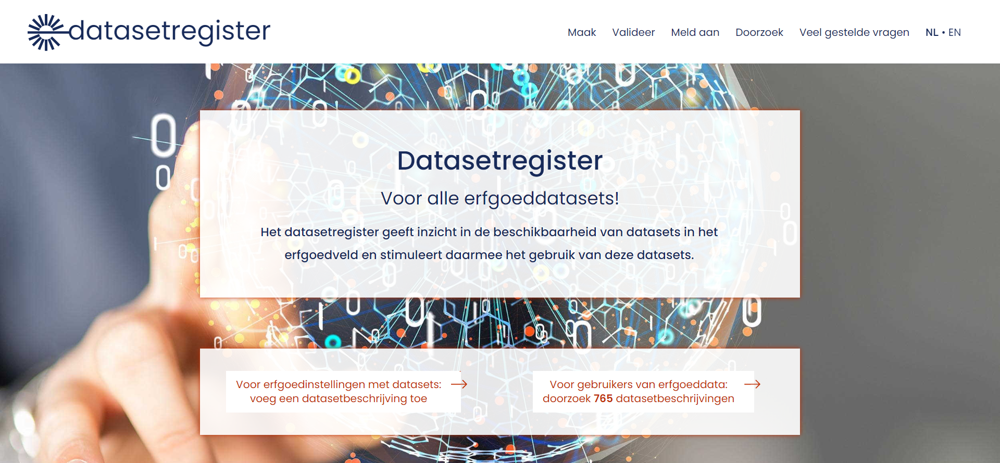 datasetregister
Maak Valideer Meld aan Doorzoek Veel gestelde vragen NL • EN
Datasetregister
Voor alle erfgoeddatasets!
Het datasetregister geeft inzicht in de beschikbaarheid van datasets in het
erfgoedveld en stimuleert daarmee het gebruik van deze datasets.
Voor erfgoedinstellingen met datasets:
voeg een datasetbeschrijving toe
Voor gebruikers van erfgoeddata:
doorzoek 765 datasetbeschrijvingen